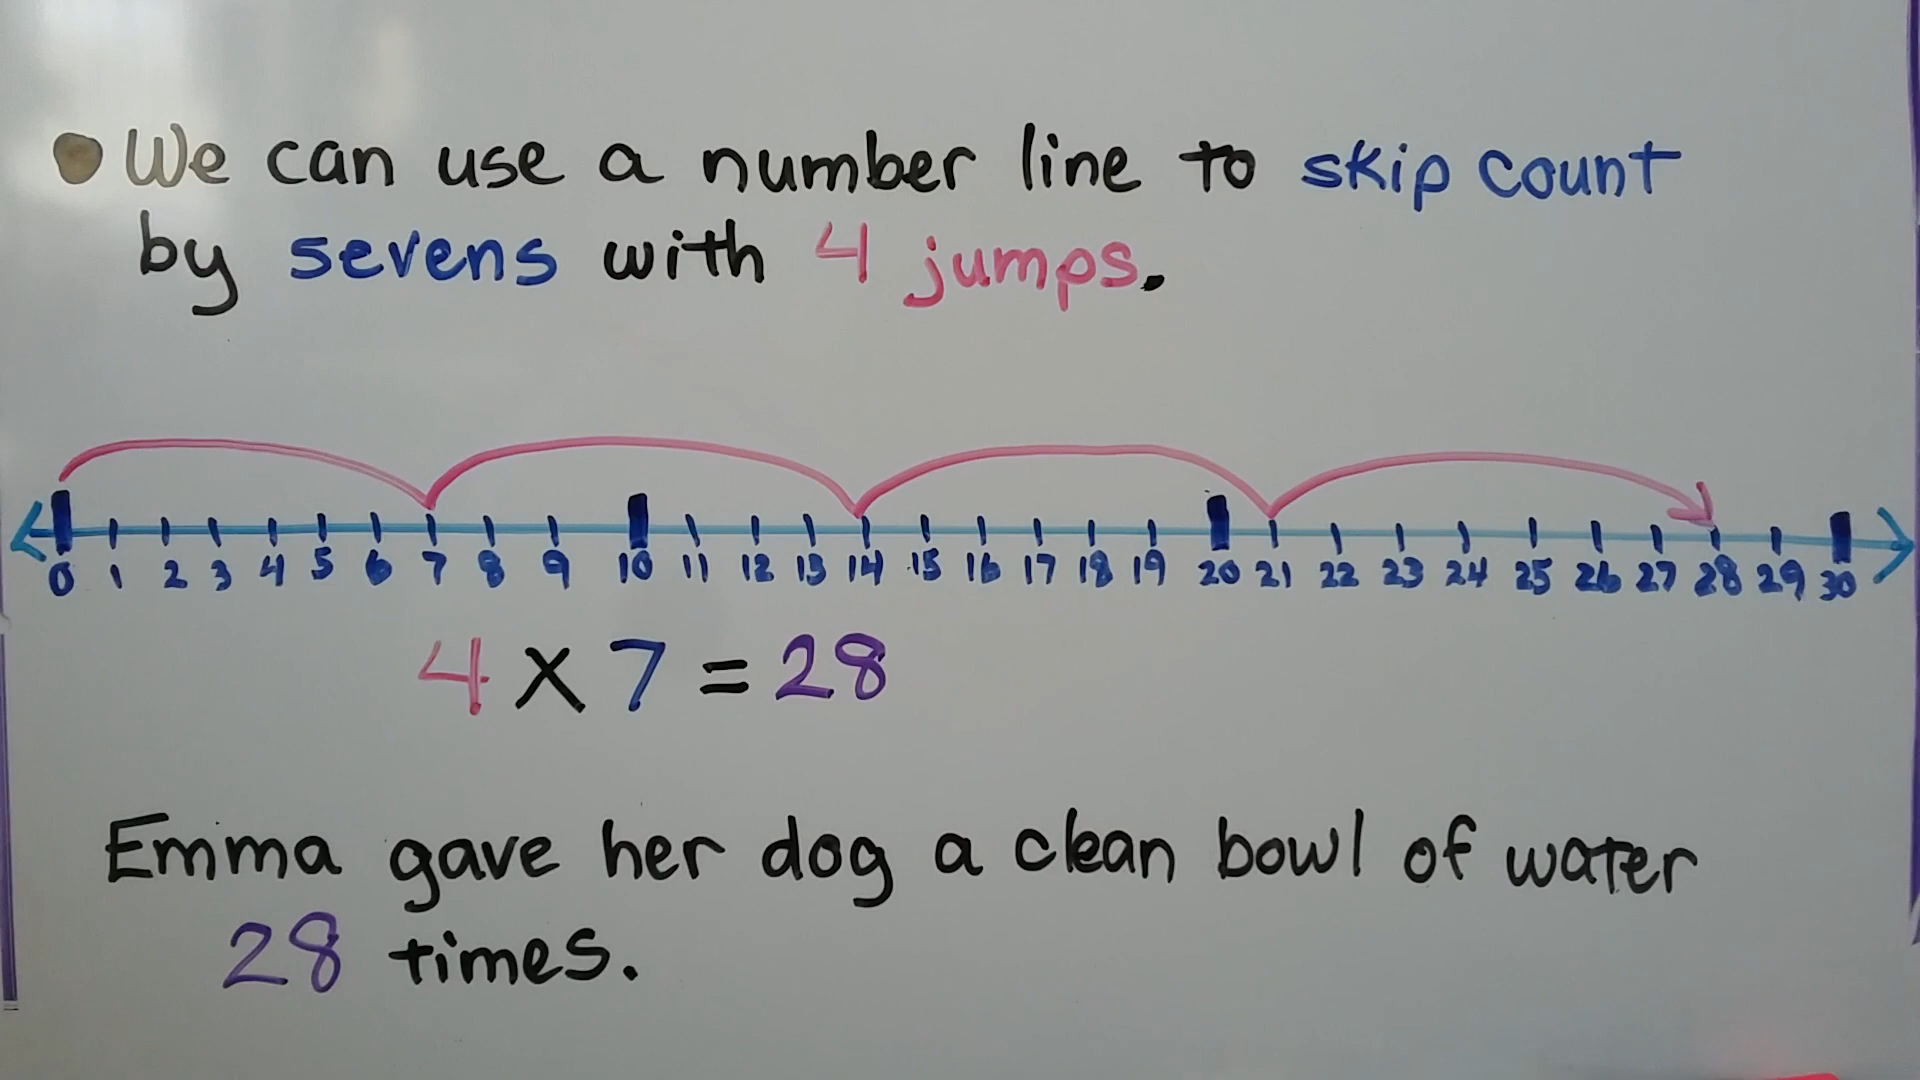 We can use a number line to skip count
by sevens with 4 jumps.
0 1 2 3 4 5 6 7 8 9 10 11 12 13 14 15 16 17 18 19 20 21 22 23 24 25 26 27 28 29 30
4 x 7 = 28
Emma gave her dog a clean bowl of water
28 times.